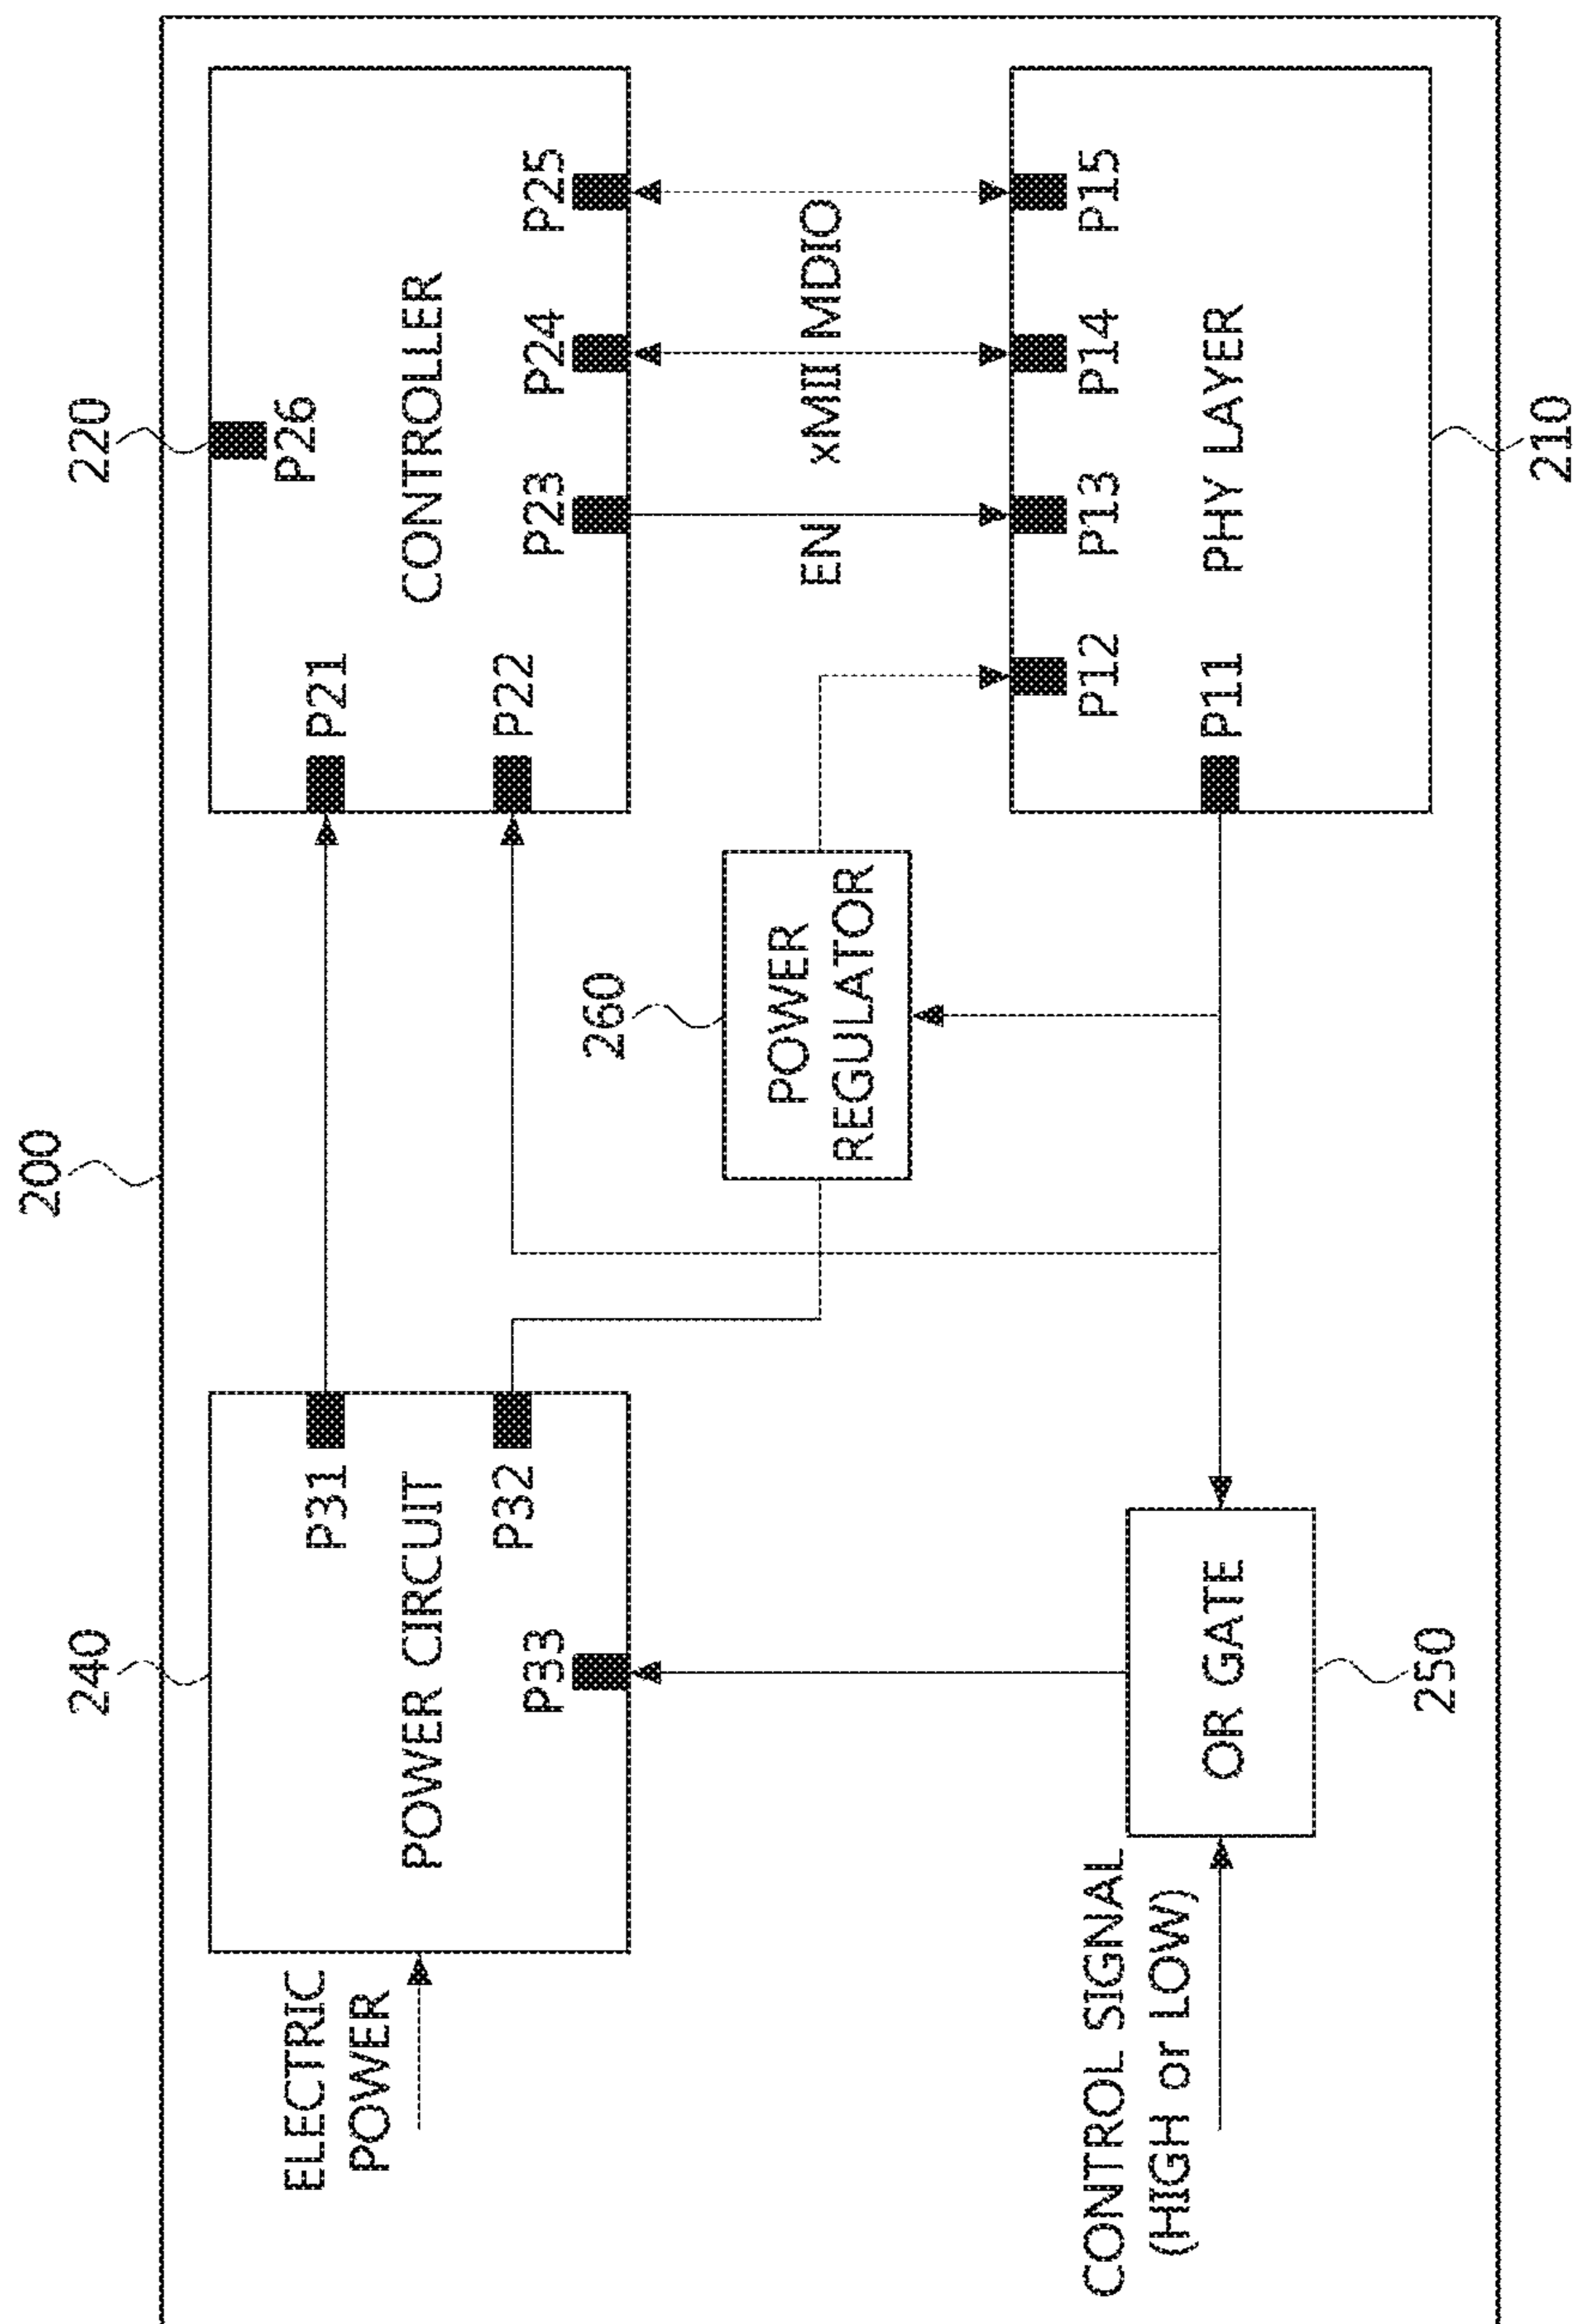 200
220
P26
240
ELECTRIC
POWER
P31
P21
CONTROLLER
POWER CIRCUIT
P32
P22
P33
P23
P24
P25
260
POWER
REGULATOR
EN
xMII
MDIO
P12
P13
P14
P15
CONTROL SIGNAL
(HIGH or LOW)
OR GATE
P11
PHY LAYER
250
210